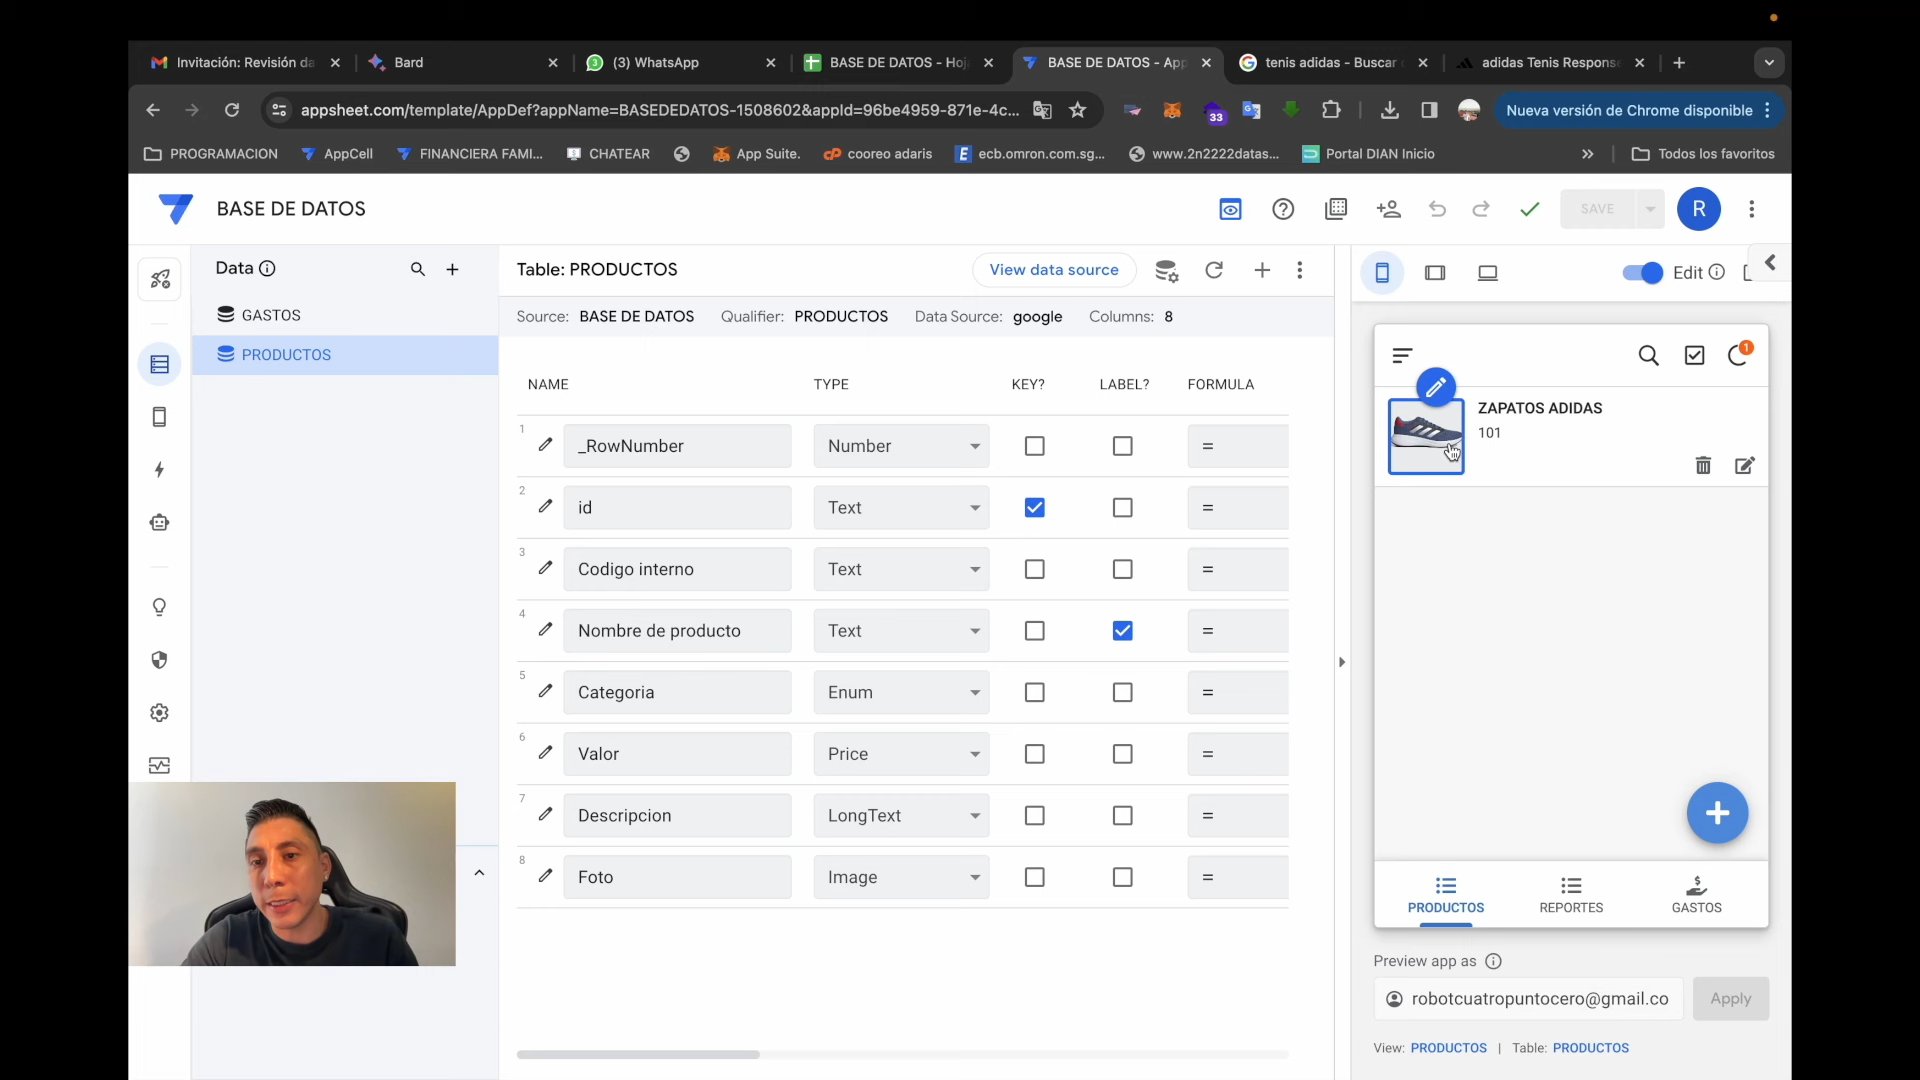 Invitación: Revisión da
Bard
(3) WhatsApp
BASE DE DATOS - Hoj
BASE DE DATOS - App
tenis adidas - Buscar
adidas Tenis Respons
appsheet.com/template/AppDef?appName=BASEDEDATOS-1508602&appId=96be4959-871e-4c...
33
Nueva versión de Chrome disponible
PROGRAMACION
AppCell
FINANCIERA FAMI...
CHATEAR
App Suite.
cooreo adaris
ecb.omron.com.sg...
www.2n2222datas...
Portal DIAN Inicio
»
Todos los favoritos
BASE DE DATOS
SAVE
R
Data
Table: PRODUCTOS
View data source
Edit
GASTOS
PRODUCTOS
Source: BASE DE DATOS Qualifier: PRODUCTOS Data Source: google Columns: 8
NAME TYPE KEY? LABEL? FORMULA
1 _RowNumber Number =
2 id Text =
3 Codigo interno Text =
4 Nombre de producto Text =
5 Categoria Enum =
6 Valor Price =
7 Descripcion LongText =
8 Foto Image =
1
ZAPATOS ADIDAS
101
PRODUCTOS
REPORTES
GASTOS
Preview app as
robotcuatropuntocero@gmail.co
Apply
View: PRODUCTOS | Table: PRODUCTOS